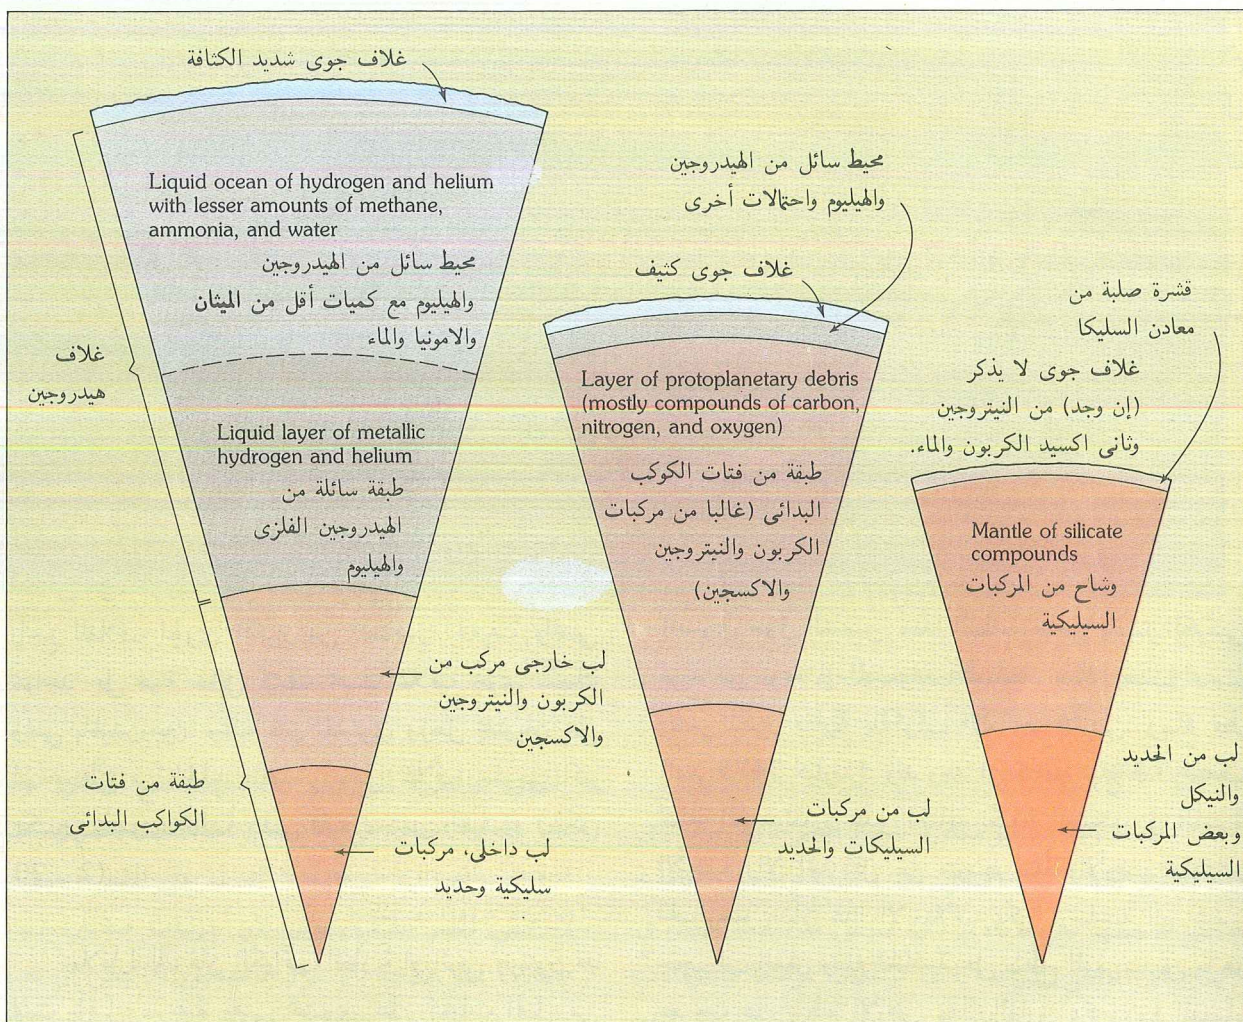 غلاف جوى شديد الكثافة
Liquid ocean of hydrogen and helium
with lesser amounts of methane,
ammonia, and water
محيط سائل من الهيدروجين
والهيليوم مع كميات أقل من الميثان
والامونيا والماء
غلاف
هيدروجين
Liquid layer of metallic
hydrogen and helium
طبقة سائلة من
الهيدروجين الفلزى
والهيليوم
لب خارجى مركب من
الكربون والنيتروجين
والاكسجين
طبقة من فتات
الكواكب البدائى
لب داخلى، مركبات
سليكية وحديد
محيط سائل من الهيدروجين
والهيليوم واحتالات أخرى
غلاف جوى كثيف
Layer of protoplanetary debris
(mostly compounds of carbon,
nitrogen, and oxygen)
طبقة من فتات الكوكب
البدائى (غالبا من مركبات
الكربون والنيتروجين
والاكسجين)
لب من مركبات
السيليكات والحديد
قشرة صلبة من
معادن السليكا
غلاف جوى لا يذكر
(إن وجد) من النيتروجين
وثانى اكسيد الكربون والماء.
Mantle of silicate
compounds
وشاح من المركبات
السيليكية
لب من الحديد
والنيكل
وبعض المركبات
السيليكية